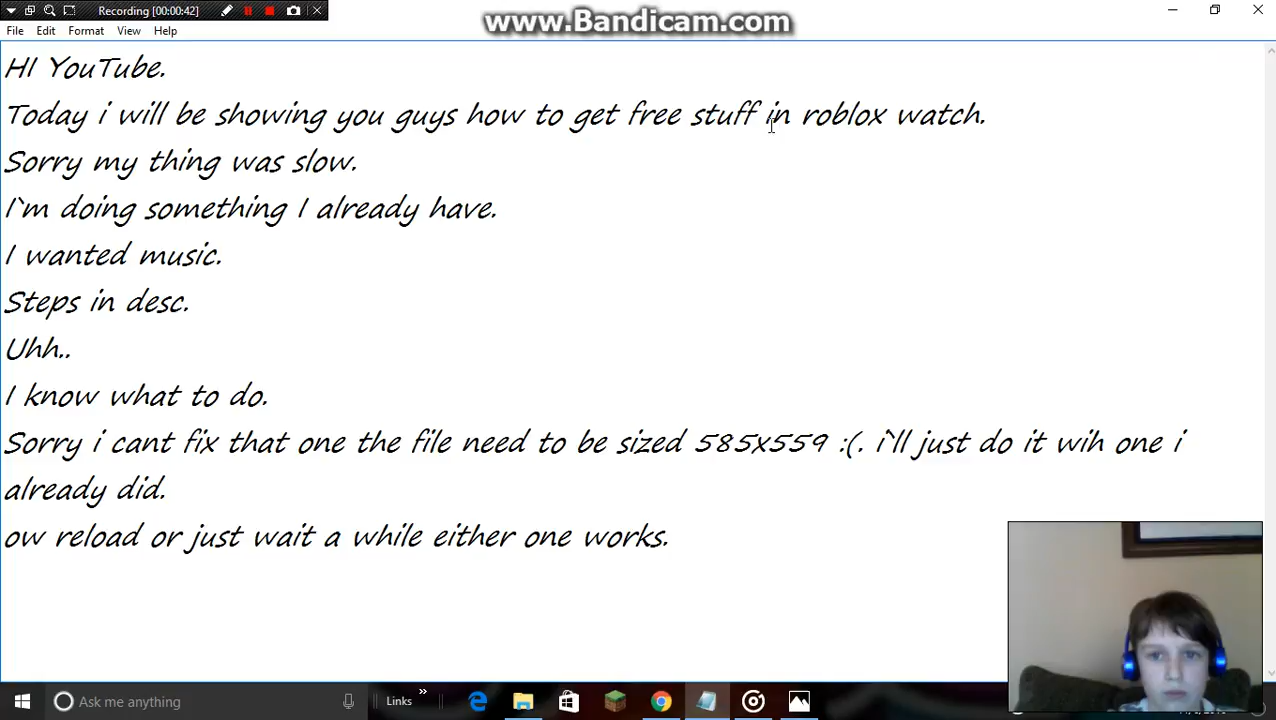 Recording [00:00:42]
www.Bandicam.com
File Edit Format View Help
HI YouTube.
Today i will be showing you guys how to get free stuff in roblox watch.
Sorry my thing was slow.
I`m doing something I already have.
I wanted music.
Steps in desc.
Uhh..
I know what to do.
Sorry i cant fix that one the file need to be sized 585x559 :(. i`ll just do it wih one i
already did.
ow reload or just wait a while either one works.
Ask me anything
Links